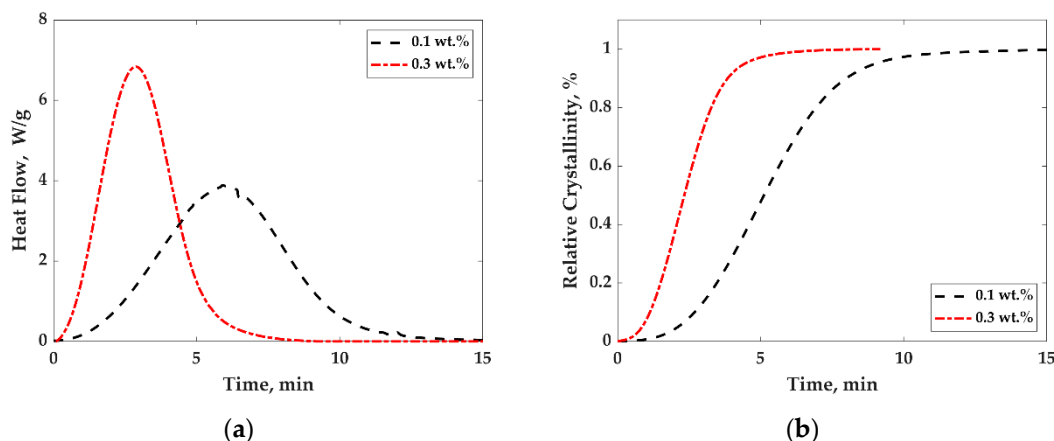 8
6
4
2
0
0
5
10
15
Heat Flow, W/g
Time, min
0.1 wt.%
0.3 wt.%
(a)
1
0.8
0.6
0.4
0.2
0
0
5
10
15
Relative Crystallinity, %
Time, min
0.1 wt.%
0.3 wt.%
(b)